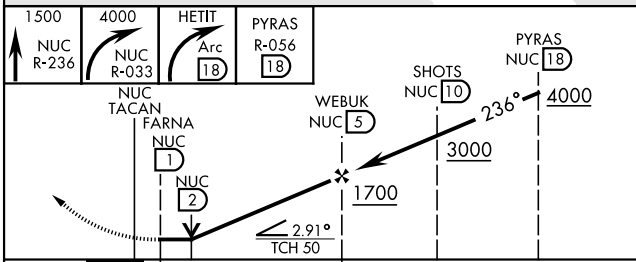 1500
NUC
R-236
4000
NUC
R-033
HETIT
Arc
18
PYRAS
R-056
18
NUC
TACAN
FARNA
NUC
1
NUC
2
WEBUK
NUC 5
SHOTS
NUC 10
PYRAS
NUC 18
236°
4000
3000
1700
2.91°
TCH 50